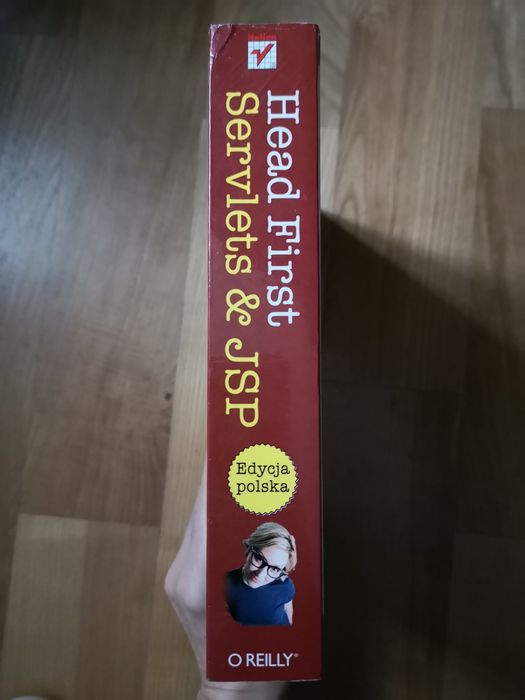 Helion
Head First
Servlets & JSP
Edycja
polska
O REILLY®